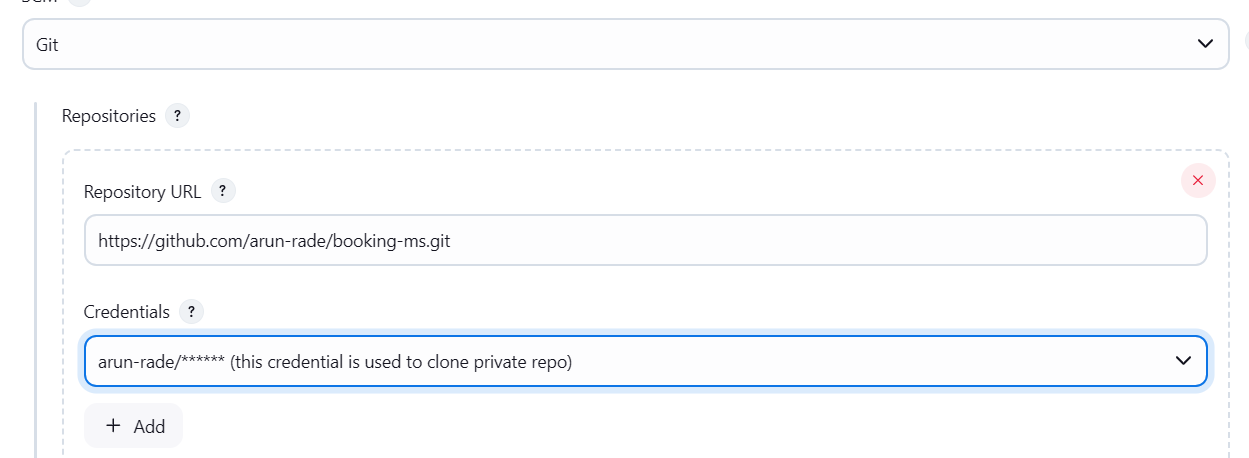 Git
Repositories ?
Repository URL ?
https://github.com/arun-rade/booking-ms.git
Credentials ?
arun-rade/****** (this credential is used to clone private repo)
+ Add